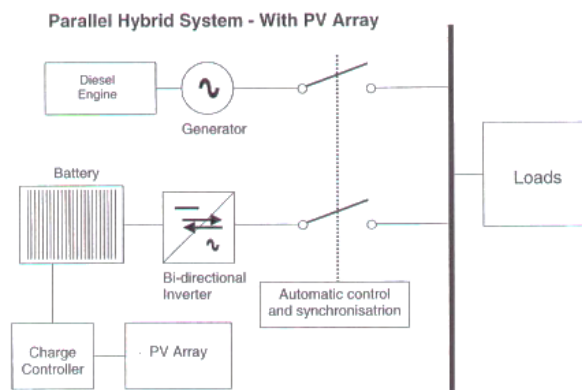 Parallel Hybrid System - With PV Array
Diesel
Engine
Generator
Battery
Loads
Bi-directional
Inverter
Automatic control
and synchronisatrion
Charge
Controller
PV Array